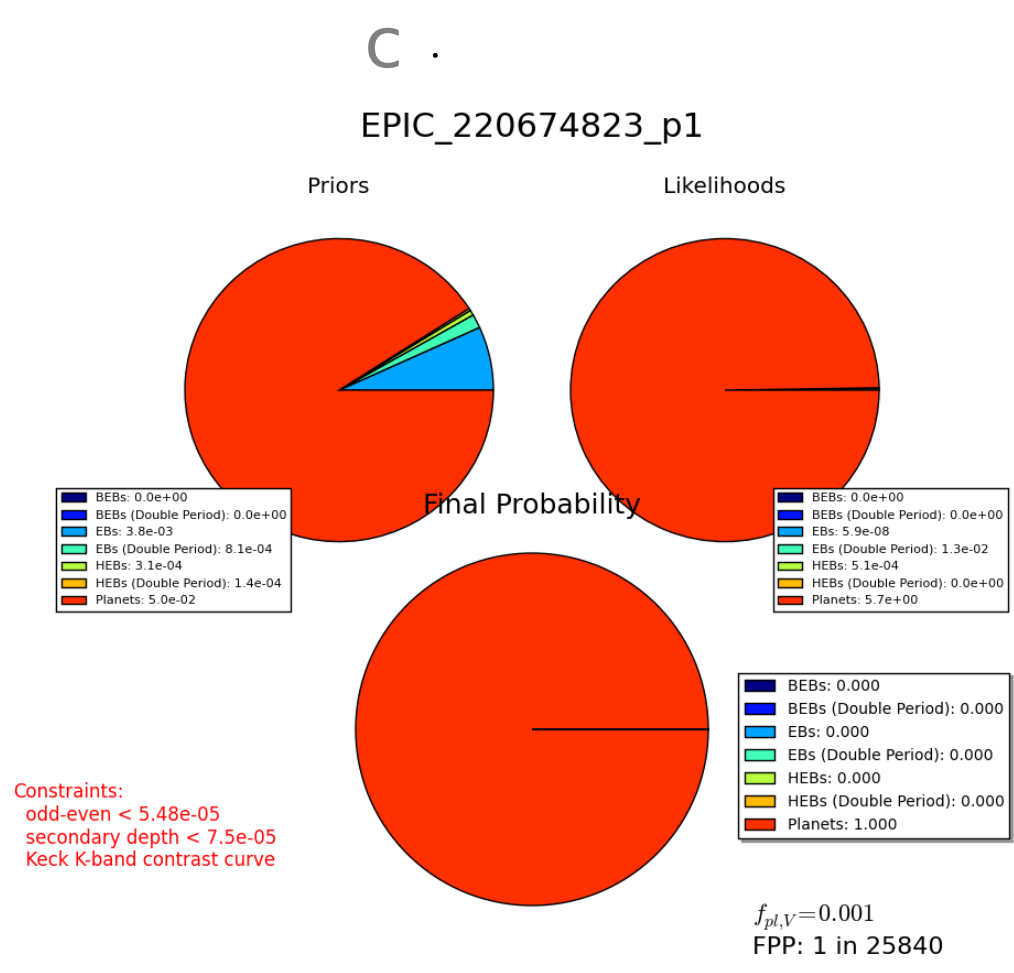 C .
EPIC_220674823_p1
Priors
Likelihoods
BEBs: 0.0e+00
BEBs (Double Period): 0.0e+00
EBs: 3.8e-03
EBs (Double Period): 8.1e-04
HEBs: 3.1e-04
HEBs (Double Period): 1.4e-04
Planets: 5.0e-02
BEBs: 0.0e+00
BEBs (Double Period): 0.0e+00
EBs: 5.9e-08
EBs (Double Period): 1.3e-02
HEBs: 5.1e-04
HEBs (Double Period): 0.0e+00
Planets: 5.7e+00
Final Probability
BEBs: 0.000
BEBs (Double Period): 0.000
EBs: 0.000
EBs (Double Period): 0.000
HEBs: 0.000
HEBs (Double Period): 0.000
Planets: 1.000
Constraints:
odd-even < 5.48e-05
secondary depth < 7.5e-05
Keck K-band contrast curve
f_{pl,V}=0.001
FPP: 1 in 25840